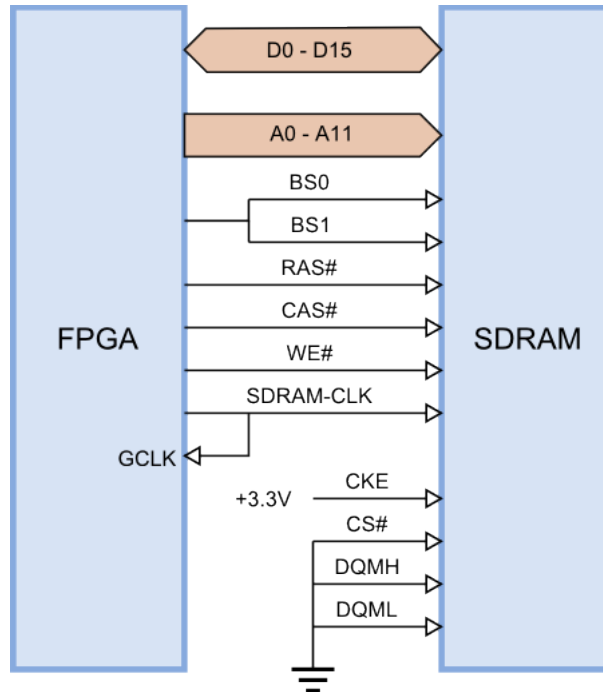 D0 - D15
A0 - A11
BS0
BS1
RAS#
CAS#
FPGA
SDRAM
WE#
SDRAM-CLK
GCLK
CKE
+3.3V
CS#
DQMH
DQML